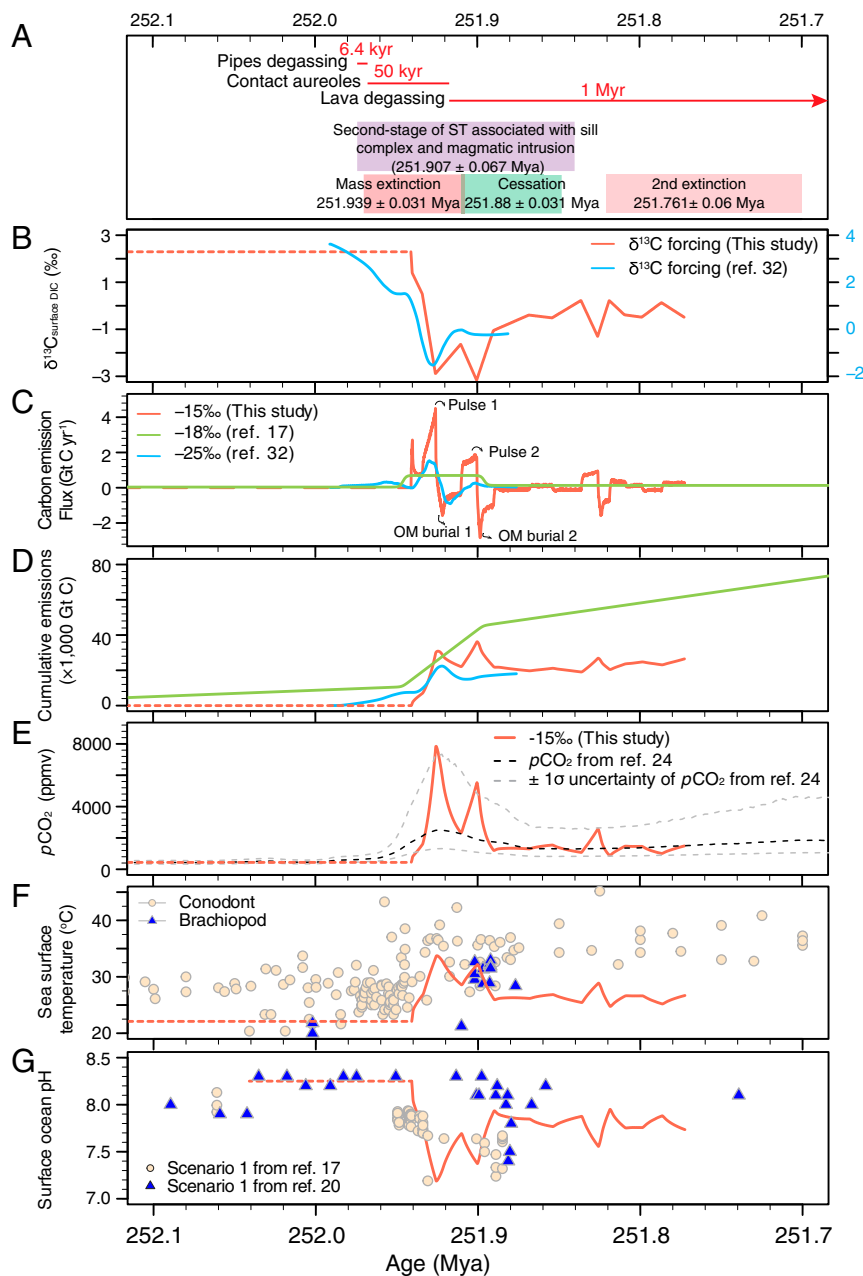 252.1 252.0 251.9 251.8 251.7
A
6.4 kyr
Pipes degassing
50 kyr
Contact aureoles
Lava degassing
1 Myr
Second-stage of ST associated with sill
complex and magmatic intrusion
(251.907 ± 0.067 Mya)
Mass extinction Cessation 2nd extinction
251.939 ± 0.031 Mya 251.88 ± 0.031 Mya 251.761± 0.06 Mya
B
δ¹³Csurface DIC (‰)
3
1
−1
−3
4
2
0
−2
δ¹³C forcing (This study)
δ¹³C forcing (ref. 32)
C
Carbon emission
Flux (Gt C yr⁻¹)
4
2
0
−2
−15‰ (This study)
−18‰ (ref. 17)
−25‰ (ref. 32)
Pulse 1
Pulse 2
OM burial 1
OM burial 2
D
Cumulative emissions
(×1,000 Gt C)
80
40
0
E
pCO₂ (ppmv)
8000
4000
0
-15‰ (This study)
pCO₂ from ref. 24
± 1σ uncertainty of pCO₂ from ref. 24
F
Sea surface
temperature (°C)
40
30
20
Conodont
Brachiopod
G
Surface ocean pH
8.5
8.0
7.5
7.0
Scenario 1 from ref. 17
Scenario 1 from ref. 20
252.1 252.0 251.9 251.8 251.7
Age (Mya)